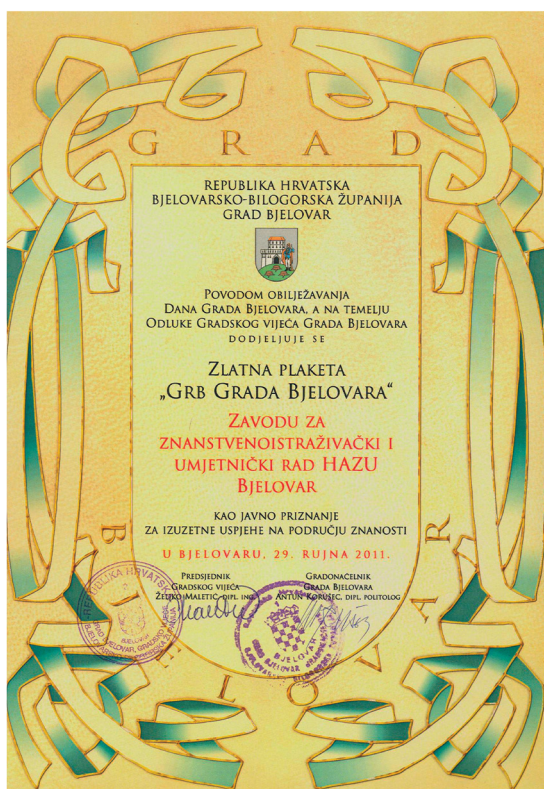 GRAD
REPUBLIKA HRVATSKA
BJELOVARSKO-BILOGORSKA ŽUPANIJA
GRAD BJELOVAR
POVODOM OBILJEŽAVANJA
DANA GRADA BJELOVARA, A NA TEMELJU
ODLUKE GRADSKOG VIJEĆA GRADA BJELOVARA
DODJELJUJE SE
ZLATNA PLAKETA
„GRB GRADA BJELOVARA“
ZAVODU ZA
ZNANSTVENOISTRAŽIVAČKI I
UMJETNIČKI RAD HAZU
BJELOVAR
KAO JAVNO PRIZNANJE
ZA IZUZETNE USPJEHE NA PODRUČJU ZNANOSTI
U BJELOVARU, 29. RUJNA 2011.
PREDSJEDNIK
GRADSKOG VIJEĆA
ŽELJKO MALETIĆ, DIPL. ING.
GRADONAČELNIK
GRADA BJELOVARA
ANTUN KORUŠEC, DIPL. POLITOLOG
REPUBLIKA HRVATSKA
BJELOVAR
BJELOVAR